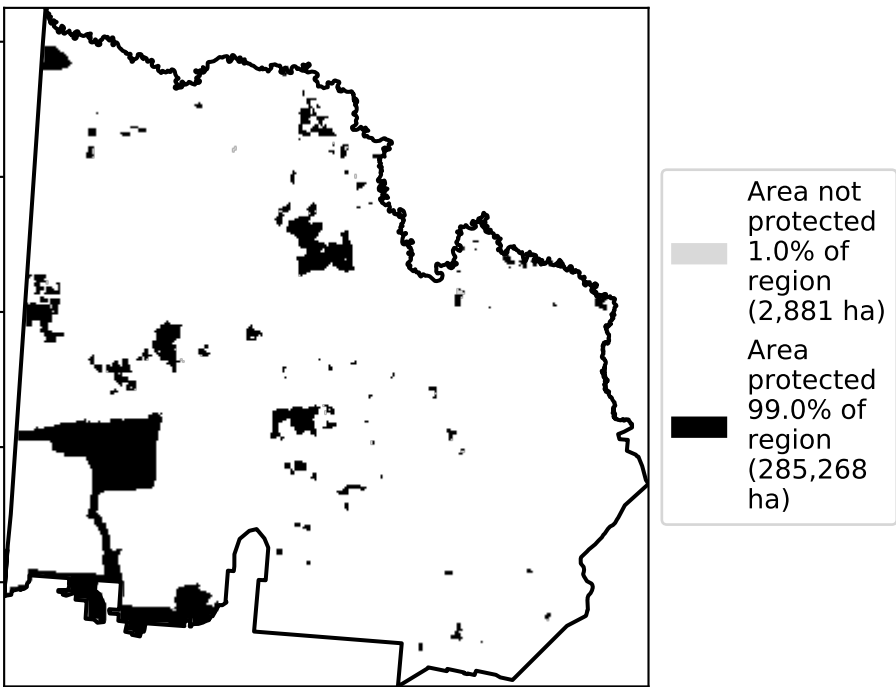 Area not
protected
1.0% of
region
(2,881 ha)
Area
protected
99.0% of
region
(285,268
ha)